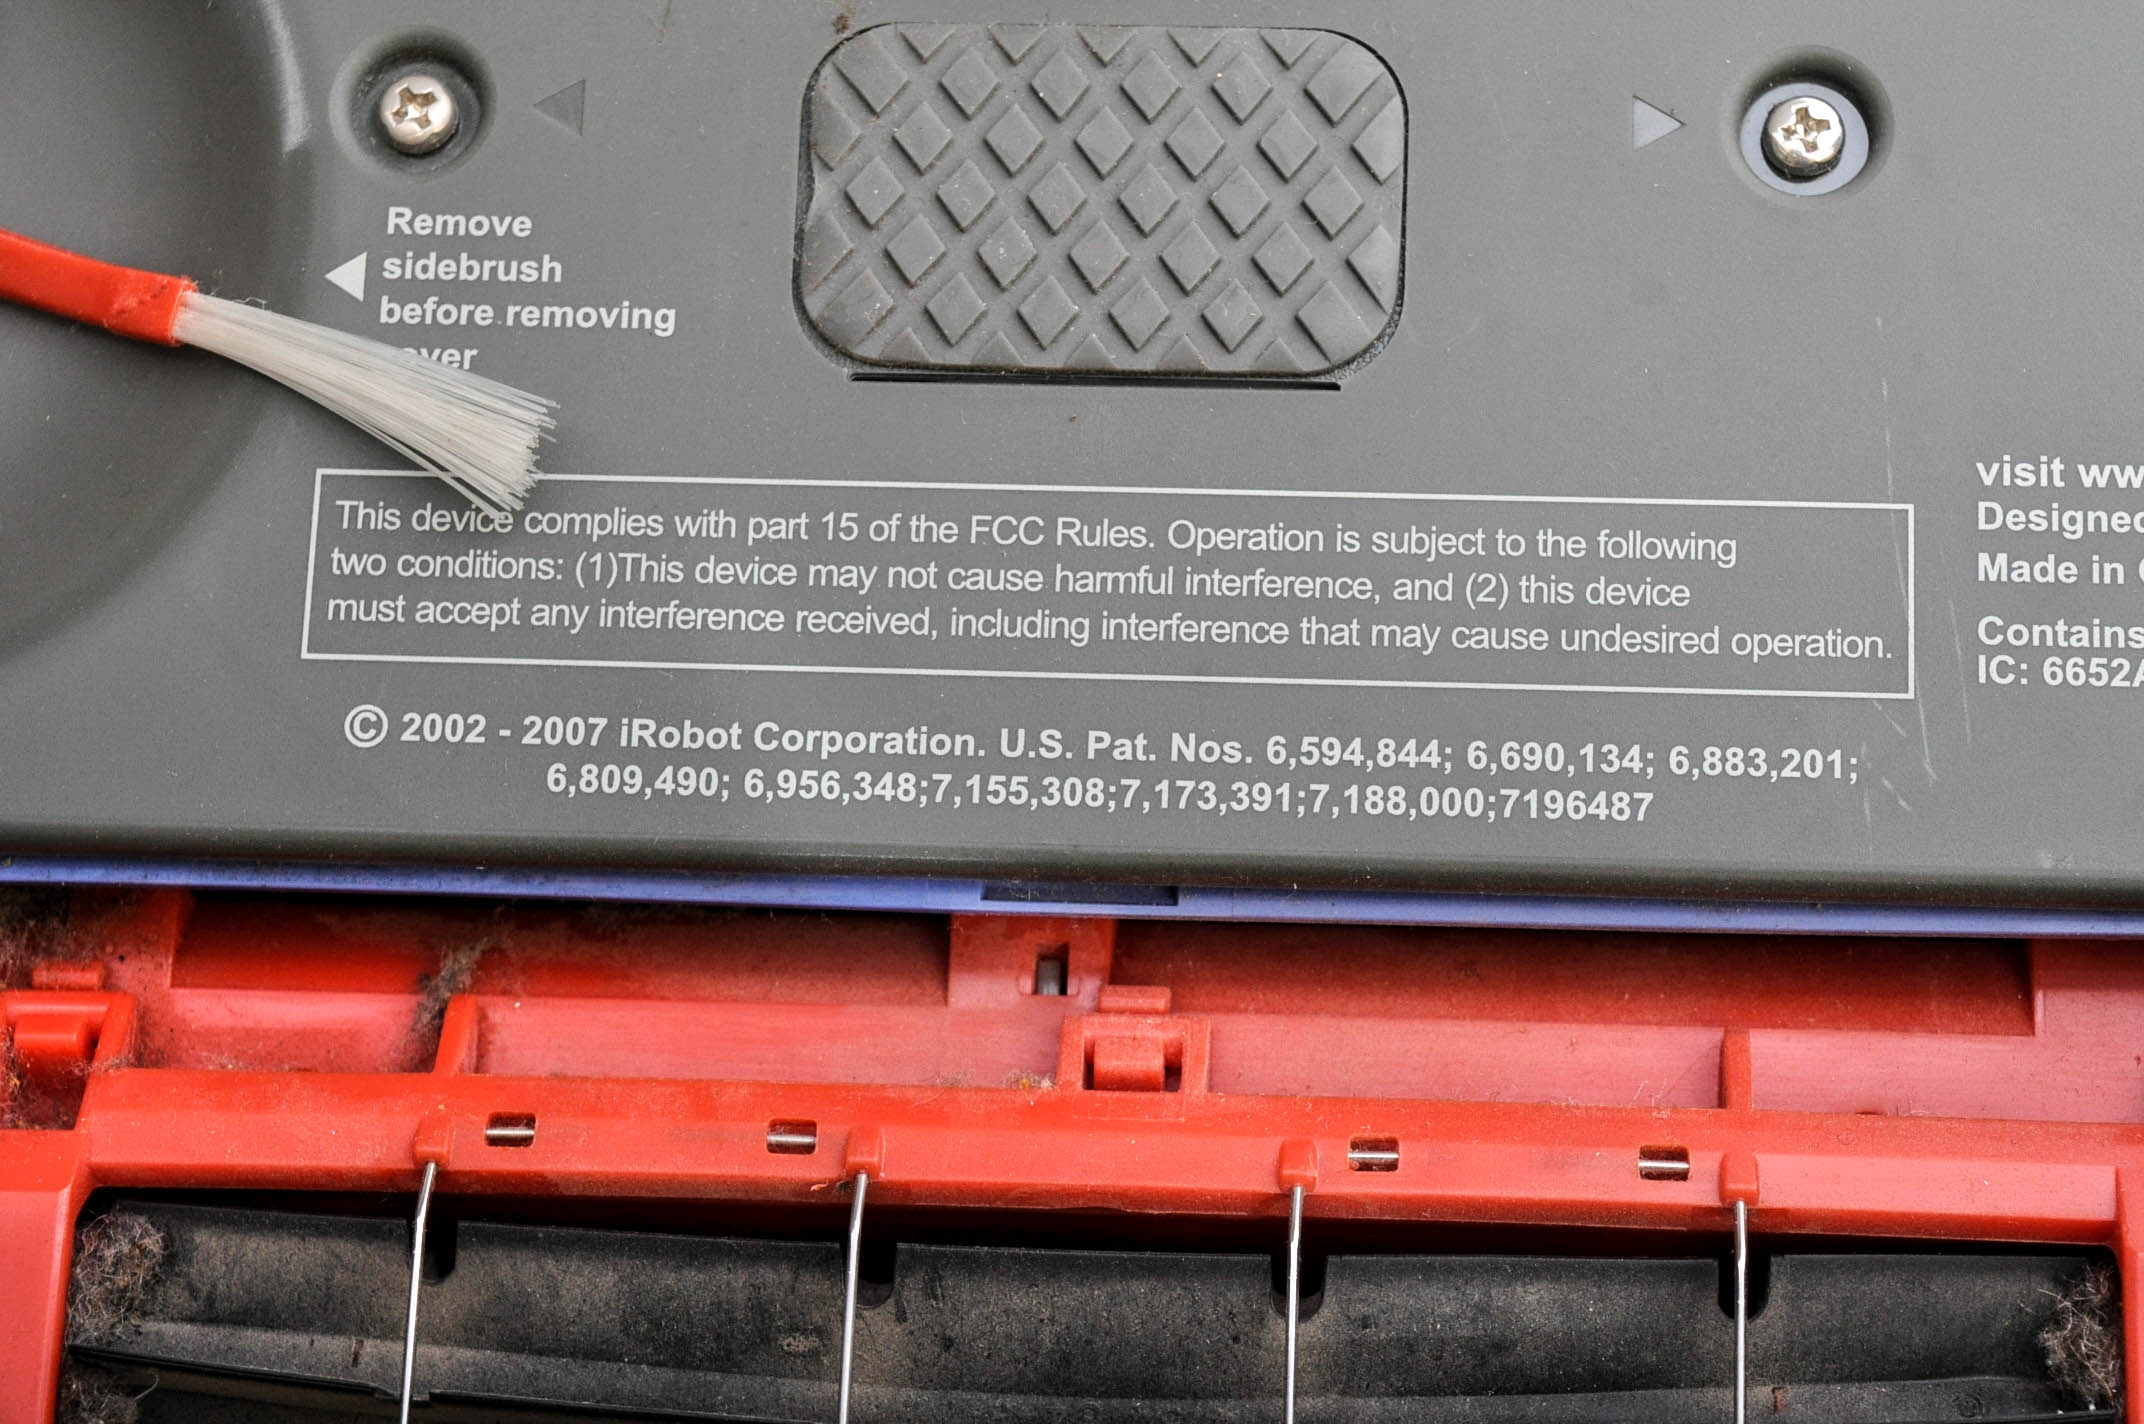 Remove
sidebrush
before removing
This device complies with part 15 of the FCC Rules. Operation is subject to the following
two conditions: (1)This device may not cause harmful interference, and (2) this device
must accept any interference received, including interference that may cause undesired operation.
© 2002 - 2007 iRobot Corporation. U.S. Pat. Nos. 6,594,844; 6,690,134; 6,883,201;
6,809,490; 6,956,348;7,155,308;7,173,391;7,188,000;7196487
visit
Designed
Made in
Contains
IC: 6652A